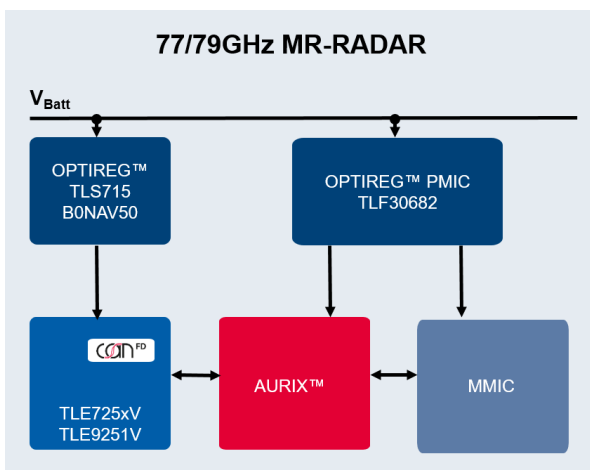 77/79GHz MR-RADAR
VBatt
OPTIREG™
TLS715
B0NAV50
OPTIREG™ PMIC
TLF30682
CAN FD
TLE725xV
TLE9251V
AURIX™
MMIC